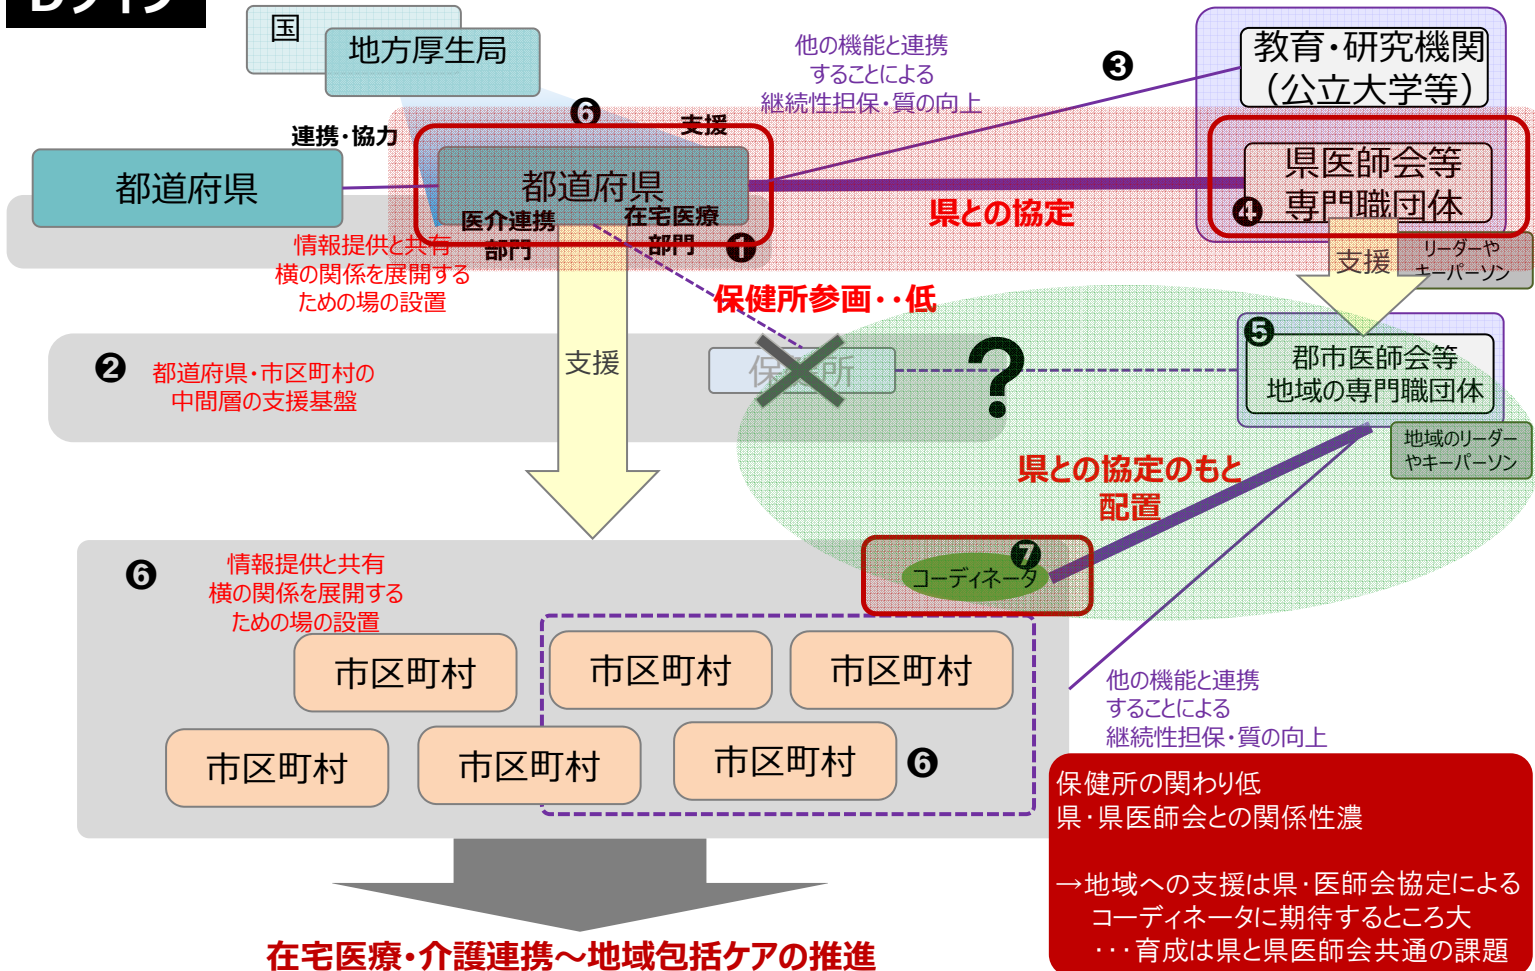 Dタイプ
国
地方厚生局
他の機能と連携
することによる
継続性担保・質の向上
❸
教育・研究機関
（公立大学等）
❻
支援
連携・協力
都道府県
都道府県
医介連携
部門
在宅医療
部門
❶
県との協定
県医師会等
専門職団体
❹
情報提供と共有
横の関係を展開する
ための場の設置
支援
リーダーや
キーパーソン
保健所参画・・低
❷
都道府県・市区町村の
中間層の支援基盤
支援
保健所
？
❺
郡市医師会等
地域の専門職団体
地域のリーダー
やキーパーソン
県との協定のもと
配置
❻
情報提供と共有
横の関係を展開する
ための場の設置
❼
コーディネータ
市区町村
市区町村
市区町村
市区町村
市区町村
市区町村
❻
他の機能と連携
することによる
継続性担保・質の向上
保健所の関わり低
県・県医師会との関係性濃
→地域への支援は県・医師会協定による
コーディネータに期待するところ大
・・・育成は県と県医師会共通の課題
在宅医療・介護連携～地域包括ケアの推進